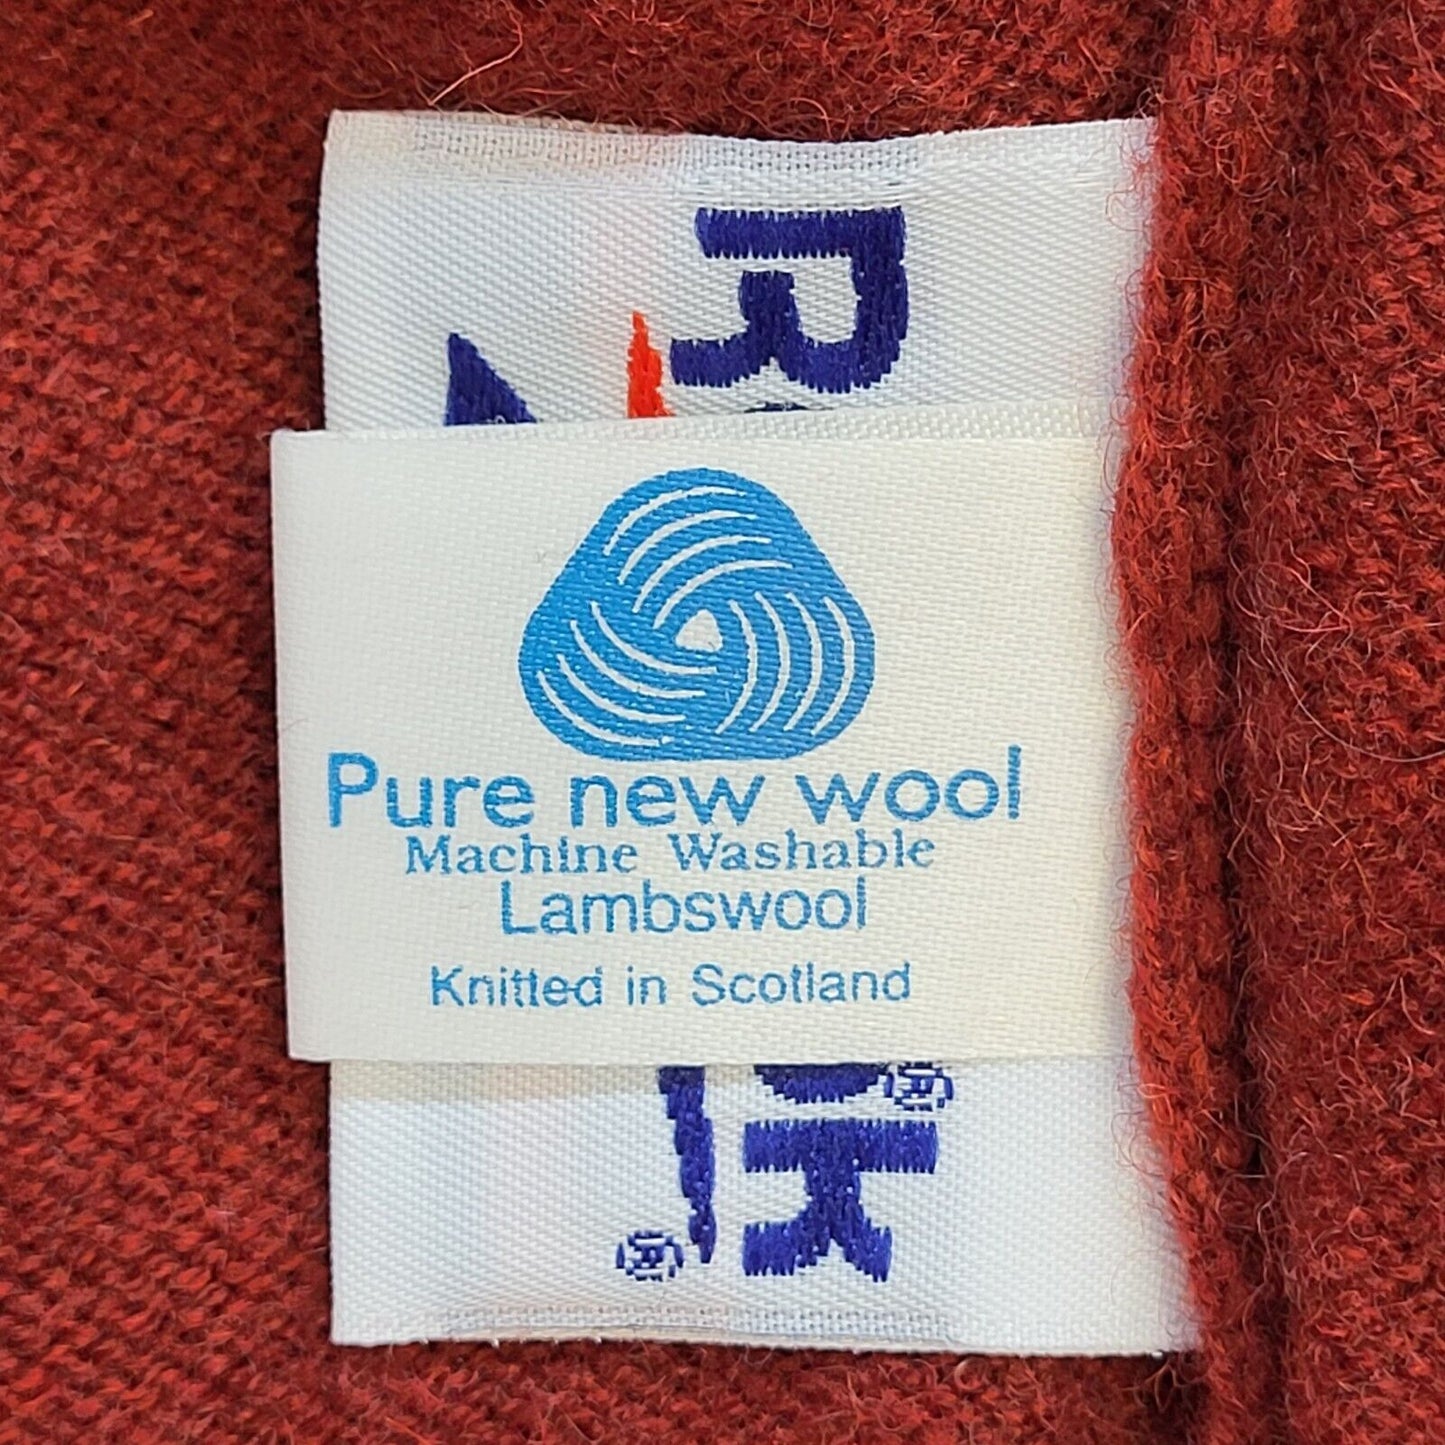 Pure new wool
Machine Washable
Lambswool
Knitted in Scotland